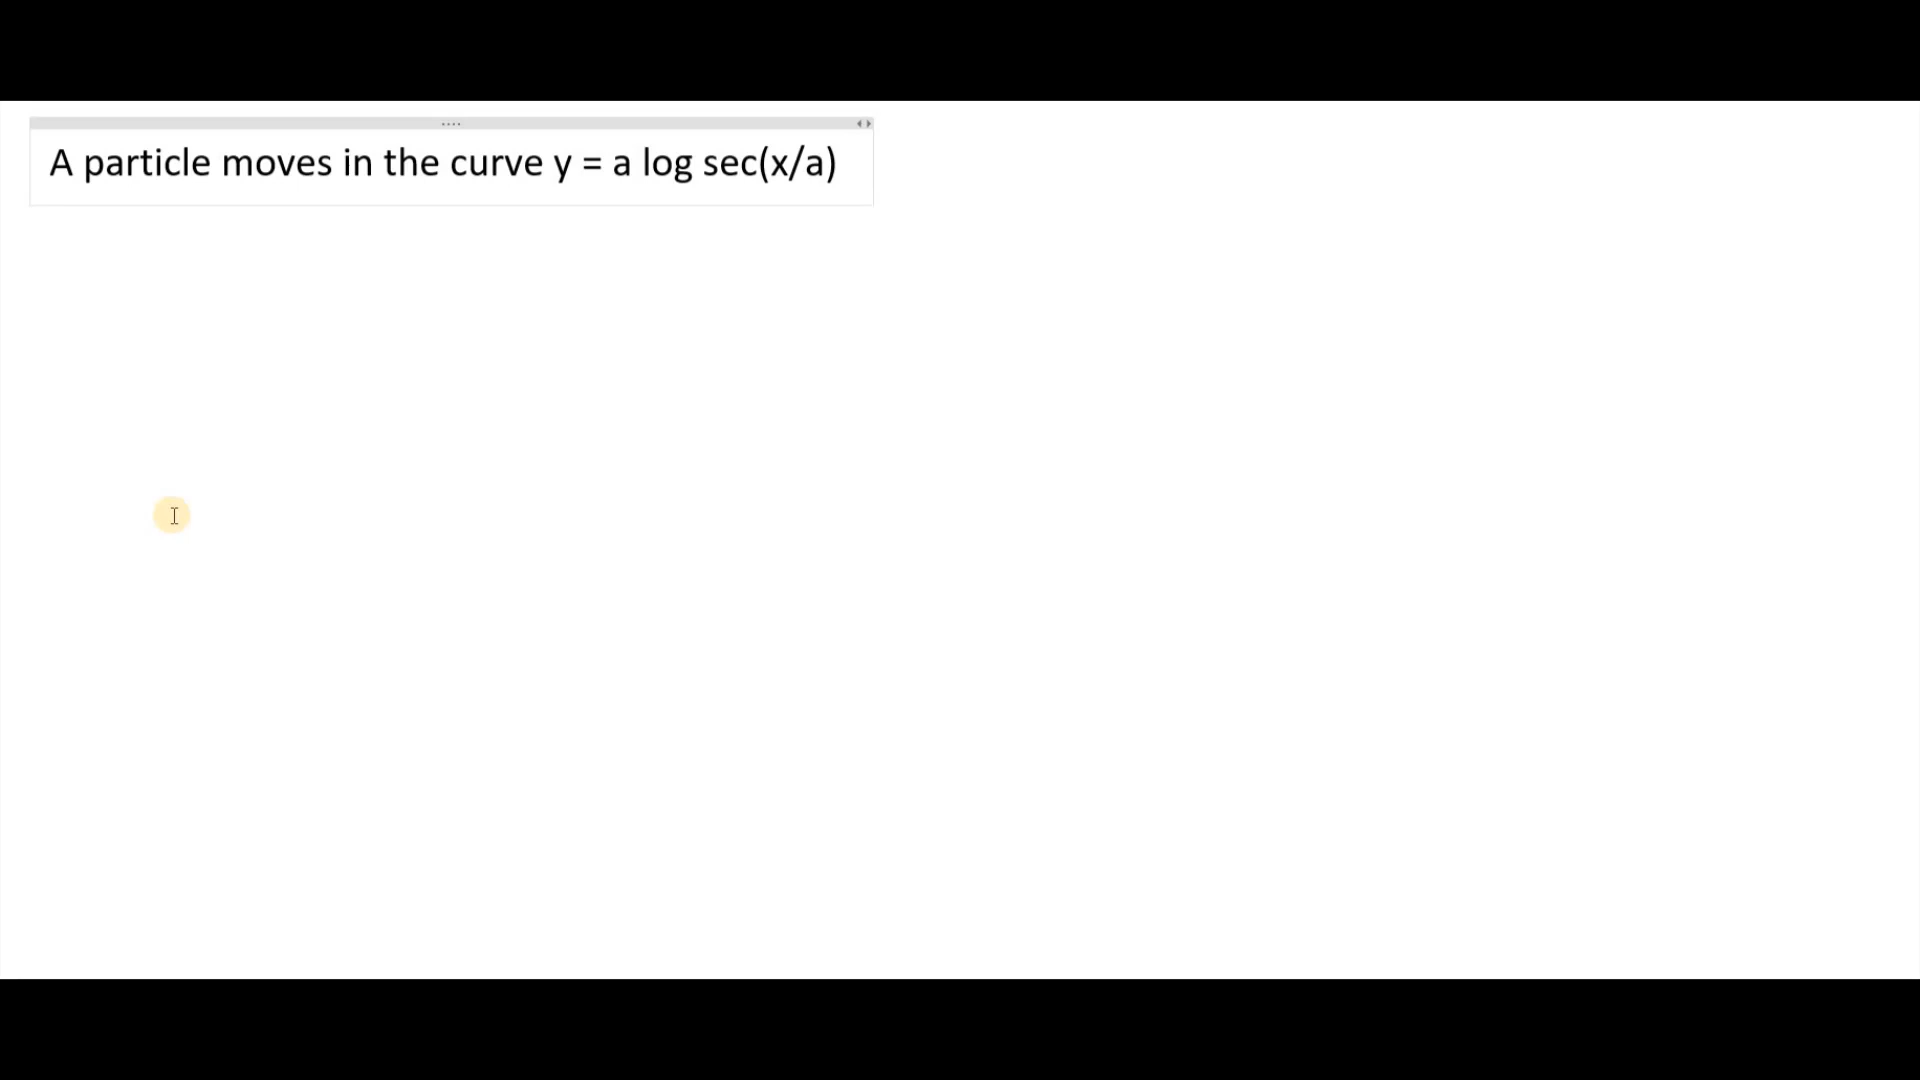 A particle moves in the curve y = a log sec(x/a)